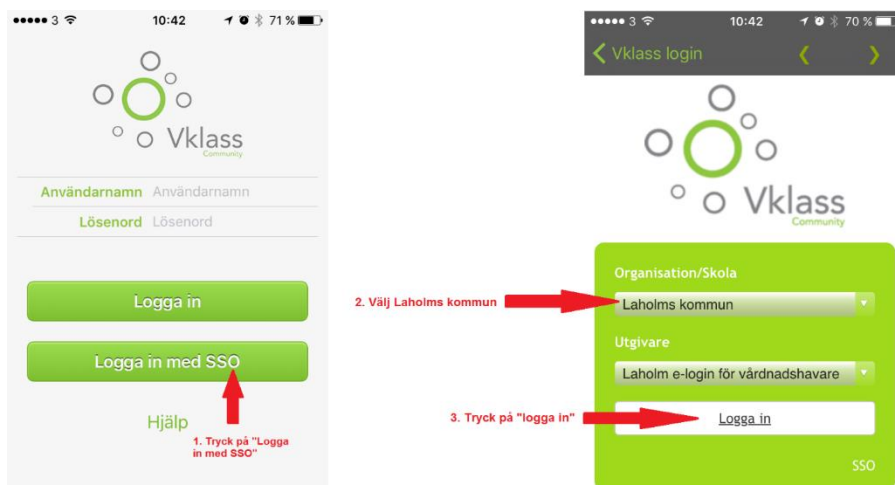 3 10:42 71 %
Vklass
Community
Användarnamn Användarnamn
Lösenord Lösenord
Logga in
Logga in med SSO
Hjälp
1. Tryck på "Logga
in med SSO"
3 10:42 70 %
Vklass login
Vklass
Community
Organisation/Skola
2. Välj Laholms kommun
Laholms kommun
Utgivare
Laholm e-login för vårdnadshavare
3. Tryck på "logga in"
Logga in
SSO